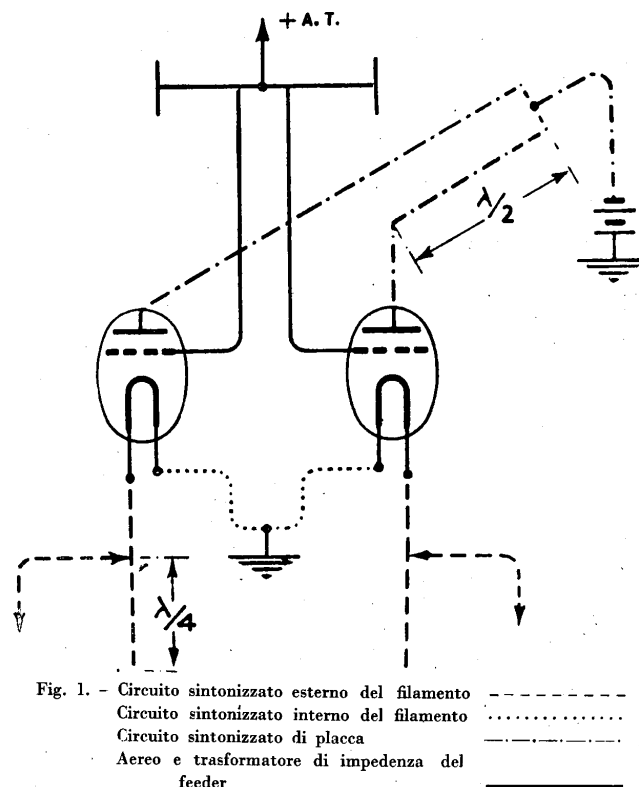 + A. T.
λ/2
λ/4
Fig. 1. - Circuito sintonizzato esterno del filamento
Circuito sintonizzato interno del filamento
Circuito sintonizzato di placca
Aereo e trasformatore di impedenza del
feeder